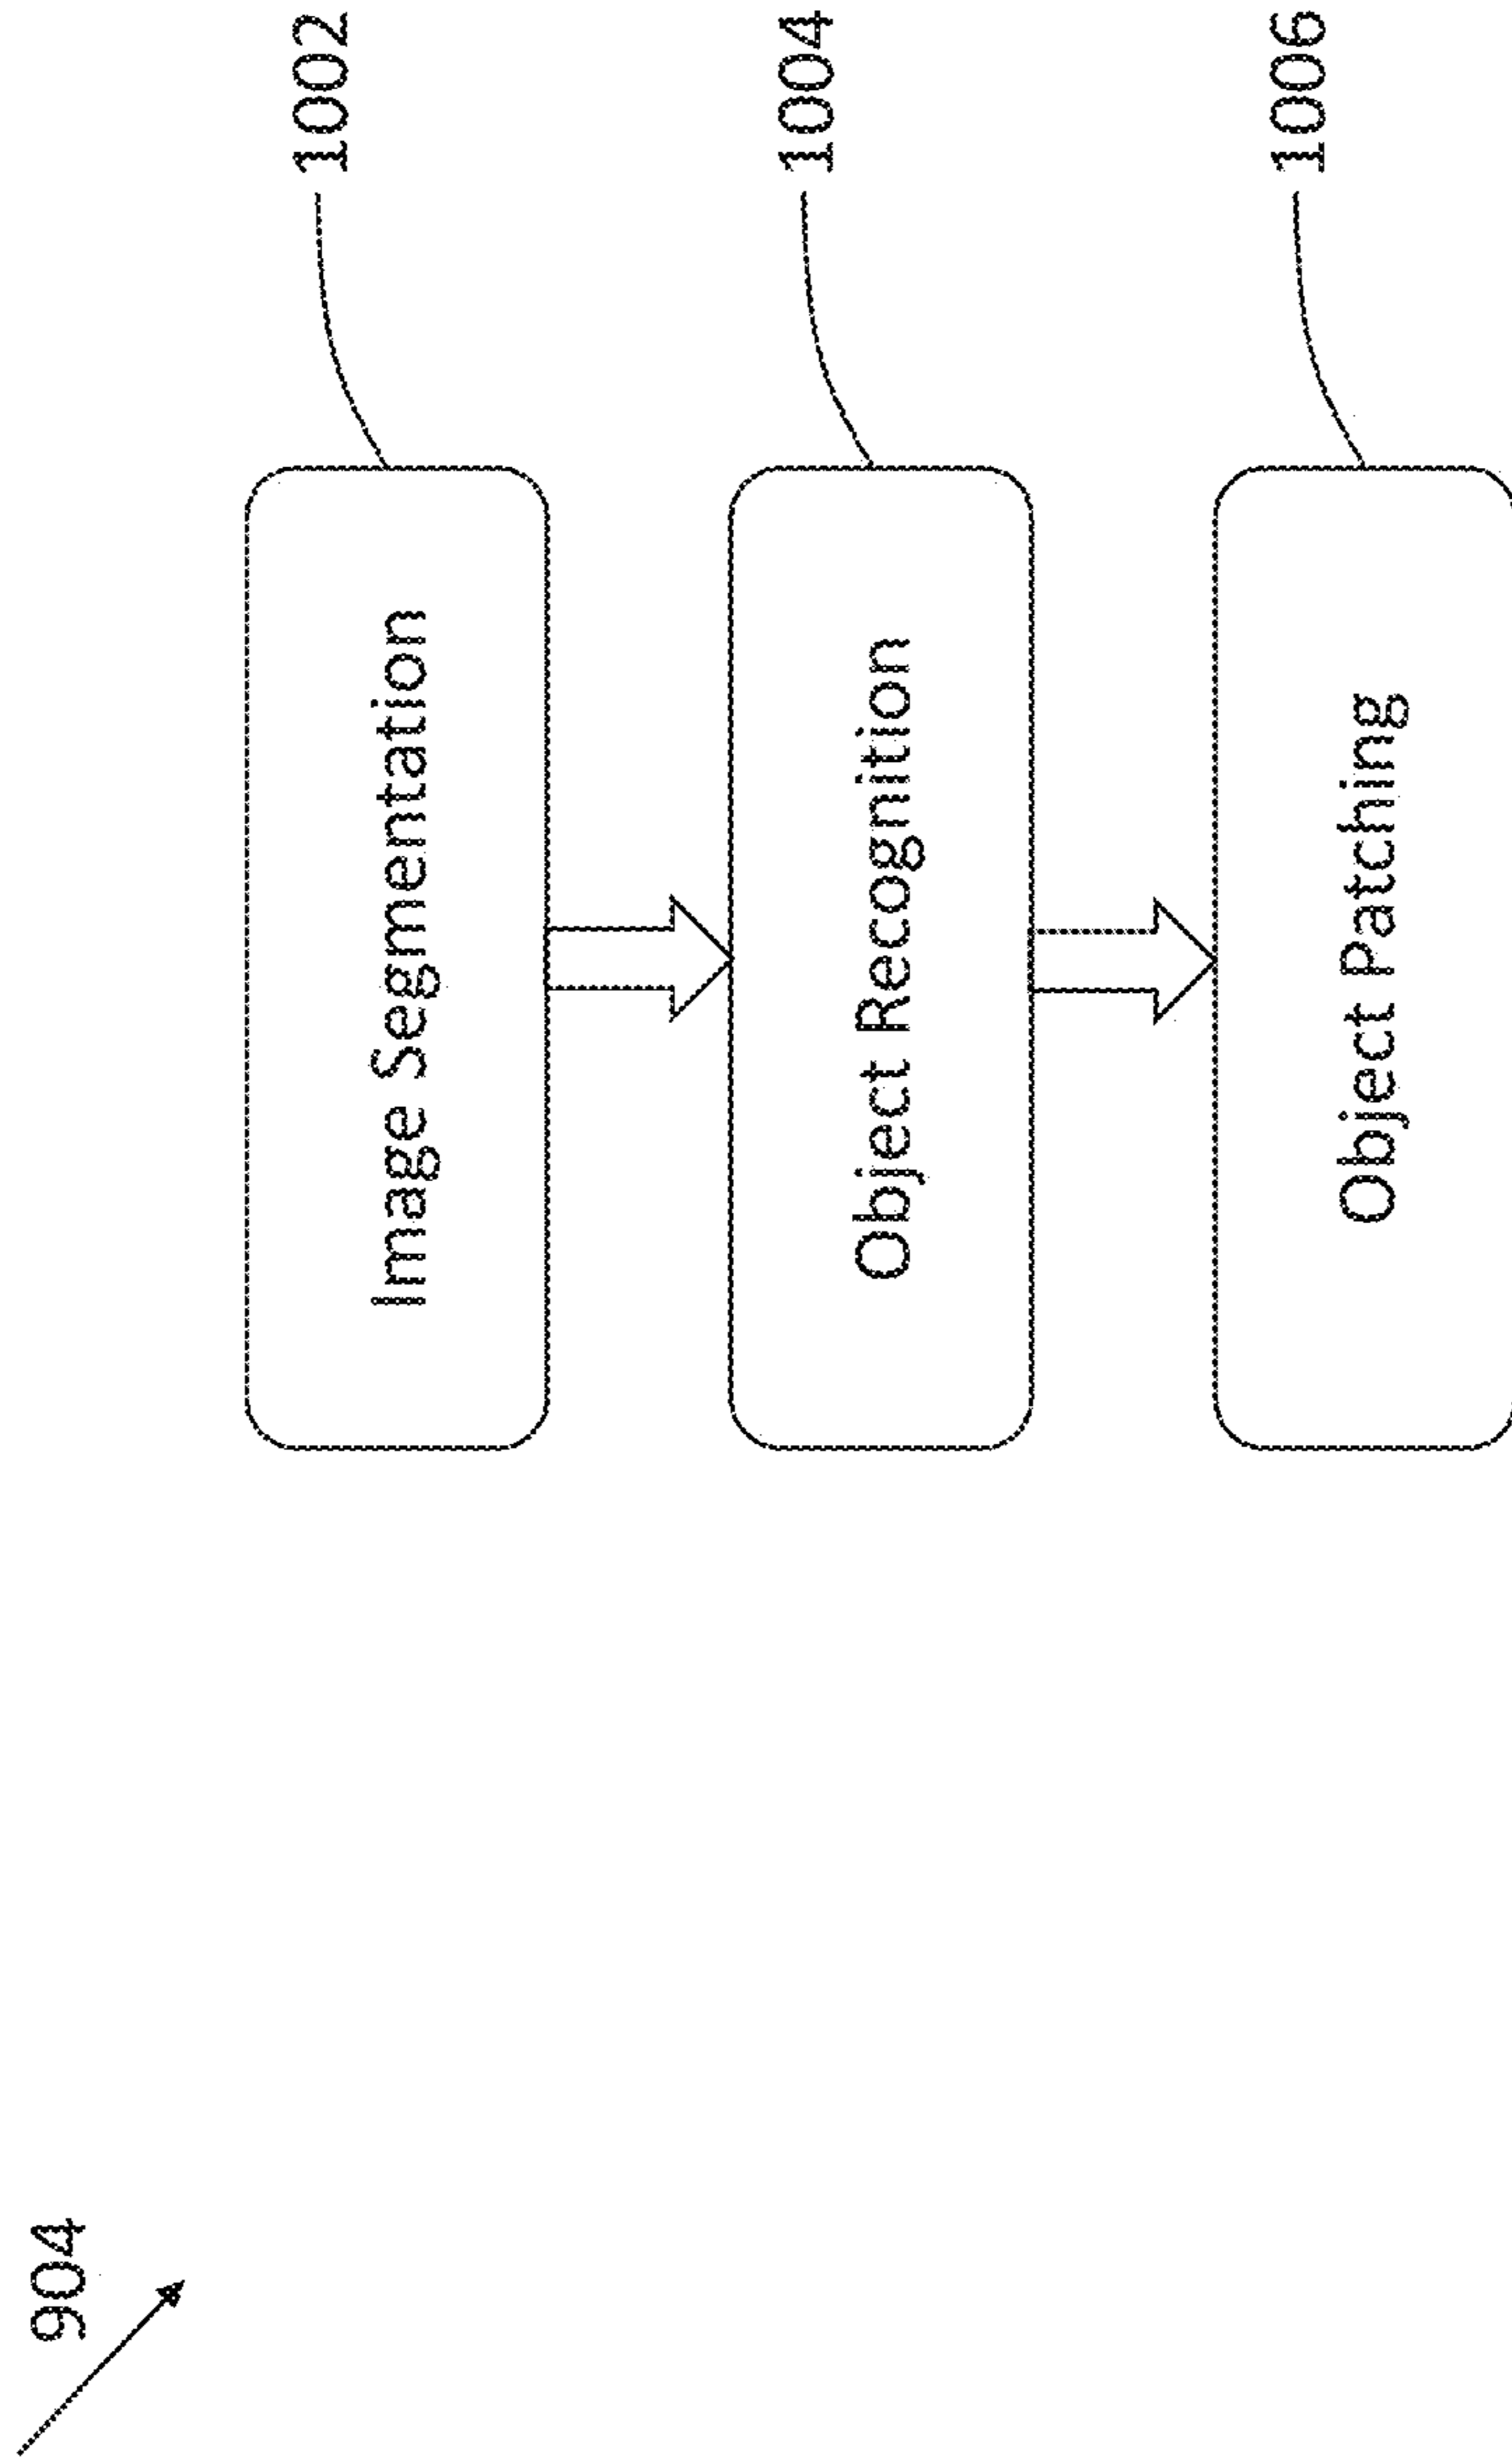 904
Image Segmentation
1002
Object Recognition
1004
Object Patching
1006